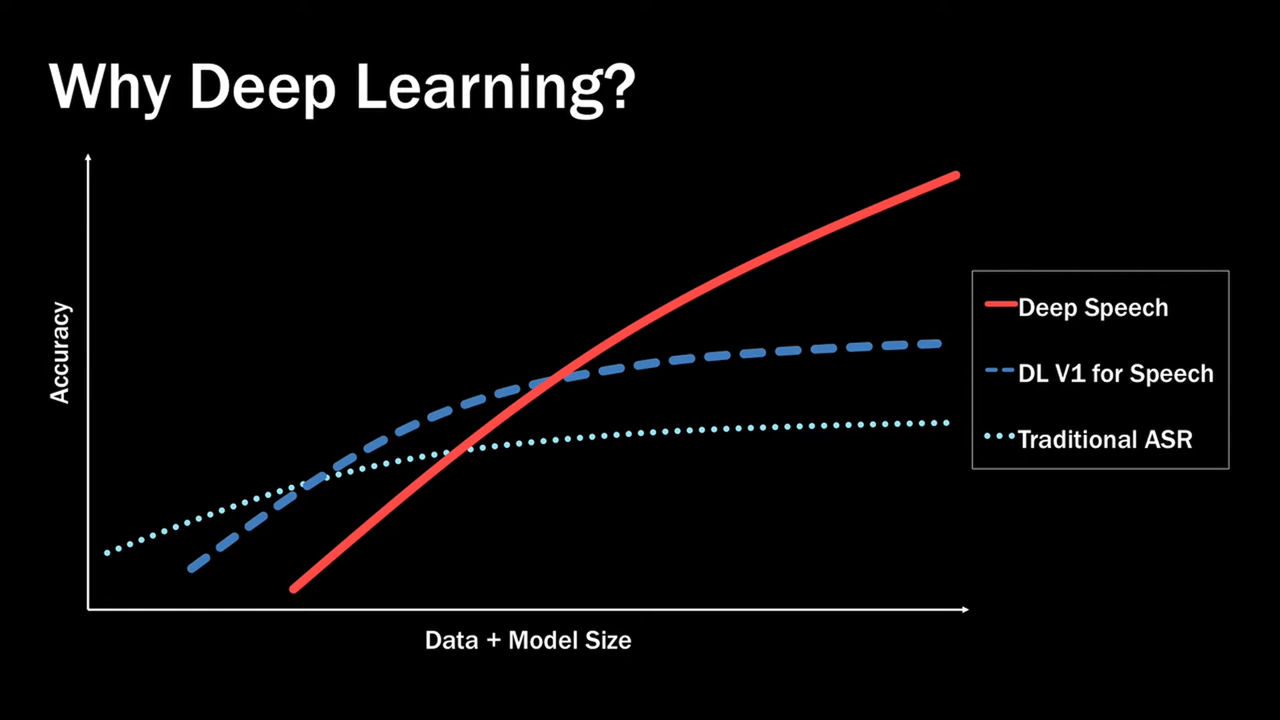 Why Deep Learning?
Accuracy
Deep Speech
DL V1 for Speech
Traditional ASR
Data + Model Size